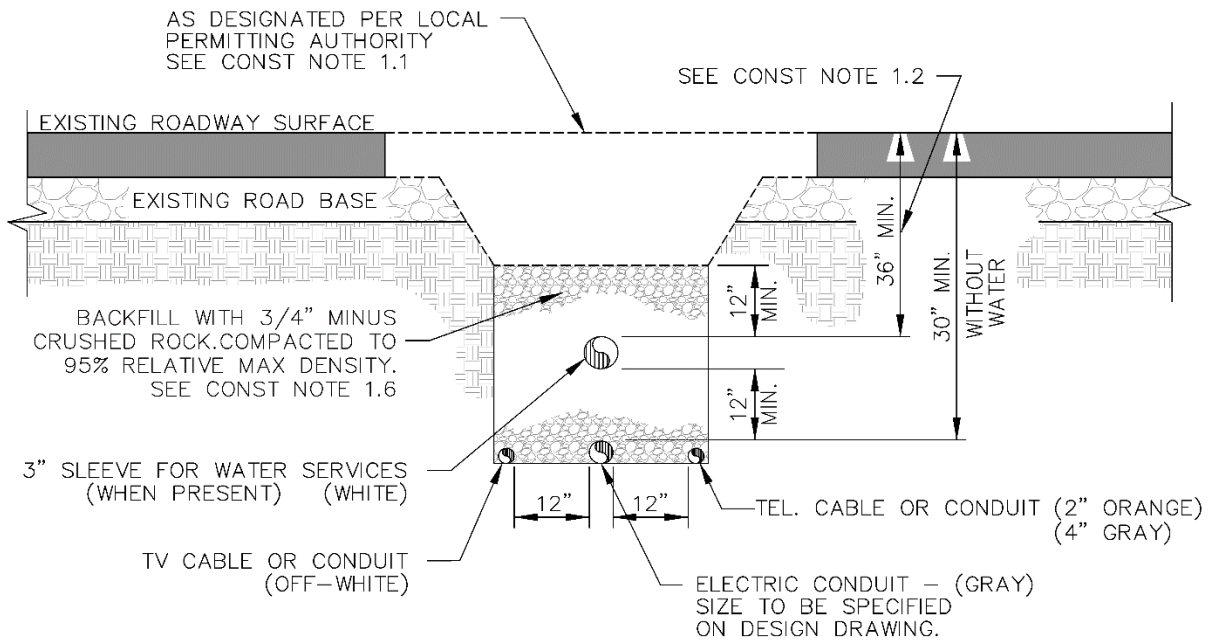 AS DESIGNATED PER LOCAL
PERMITTING AUTHORITY
SEE CONST NOTE 1.1
SEE CONST NOTE 1.2
EXISTING ROADWAY SURFACE
EXISTING ROAD BASE
36" MIN.
30" MIN.
WITHOUT
WATER
12"
MIN.
BACKFILL WITH 3/4" MINUS
CRUSHED ROCK.COMPACTED TO
95% RELATIVE MAX DENSITY.
SEE CONST NOTE 1.6
12"
MIN.
3" SLEEVE FOR WATER SERVICES
(WHEN PRESENT) (WHITE)
12"
12"
TEL. CABLE OR CONDUIT (2" ORANGE)
(4" GRAY)
TV CABLE OR CONDUIT
(OFF-WHITE)
ELECTRIC CONDUIT - (GRAY)
SIZE TO BE SPECIFIED
ON DESIGN DRAWING.